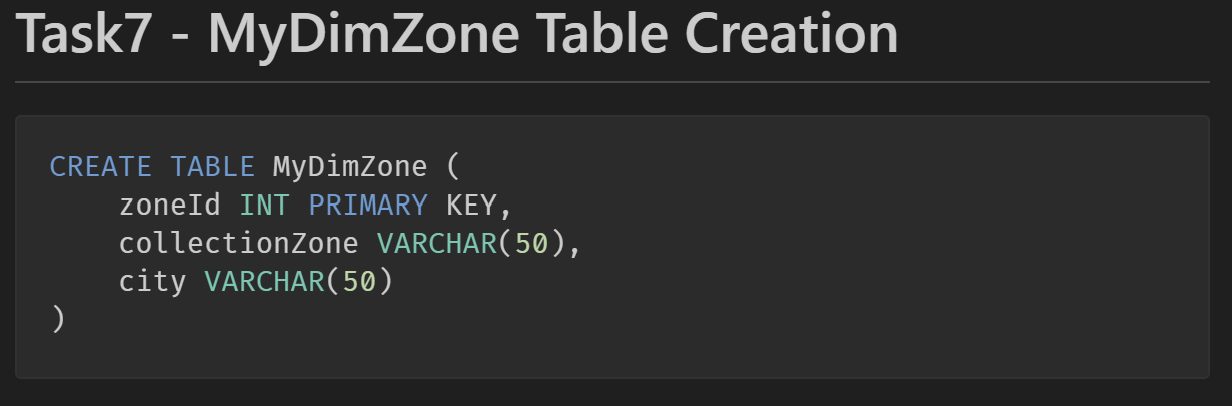 Task7 - MyDimZone Table Creation
CREATE TABLE MyDimZone (
    zoneId INT PRIMARY KEY,
    collectionZone VARCHAR(50),
    city VARCHAR(50)
)